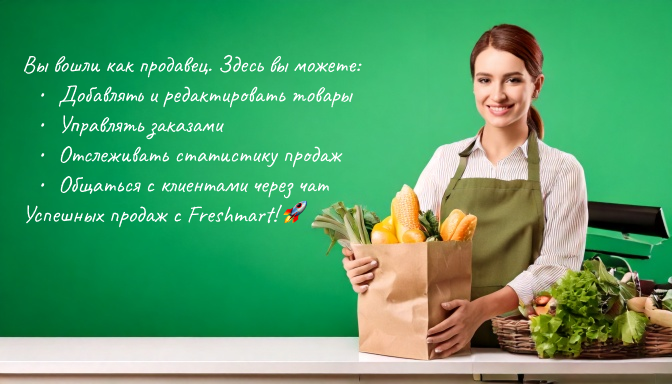 Вы вошли как продавец. Здесь вы можете:
• Добавлять и редактировать товары
• Управлять заказами
• Отслеживать статистику продаж
• Общаться с клиентами через чат
Успешных продаж с Freshmart!🚀